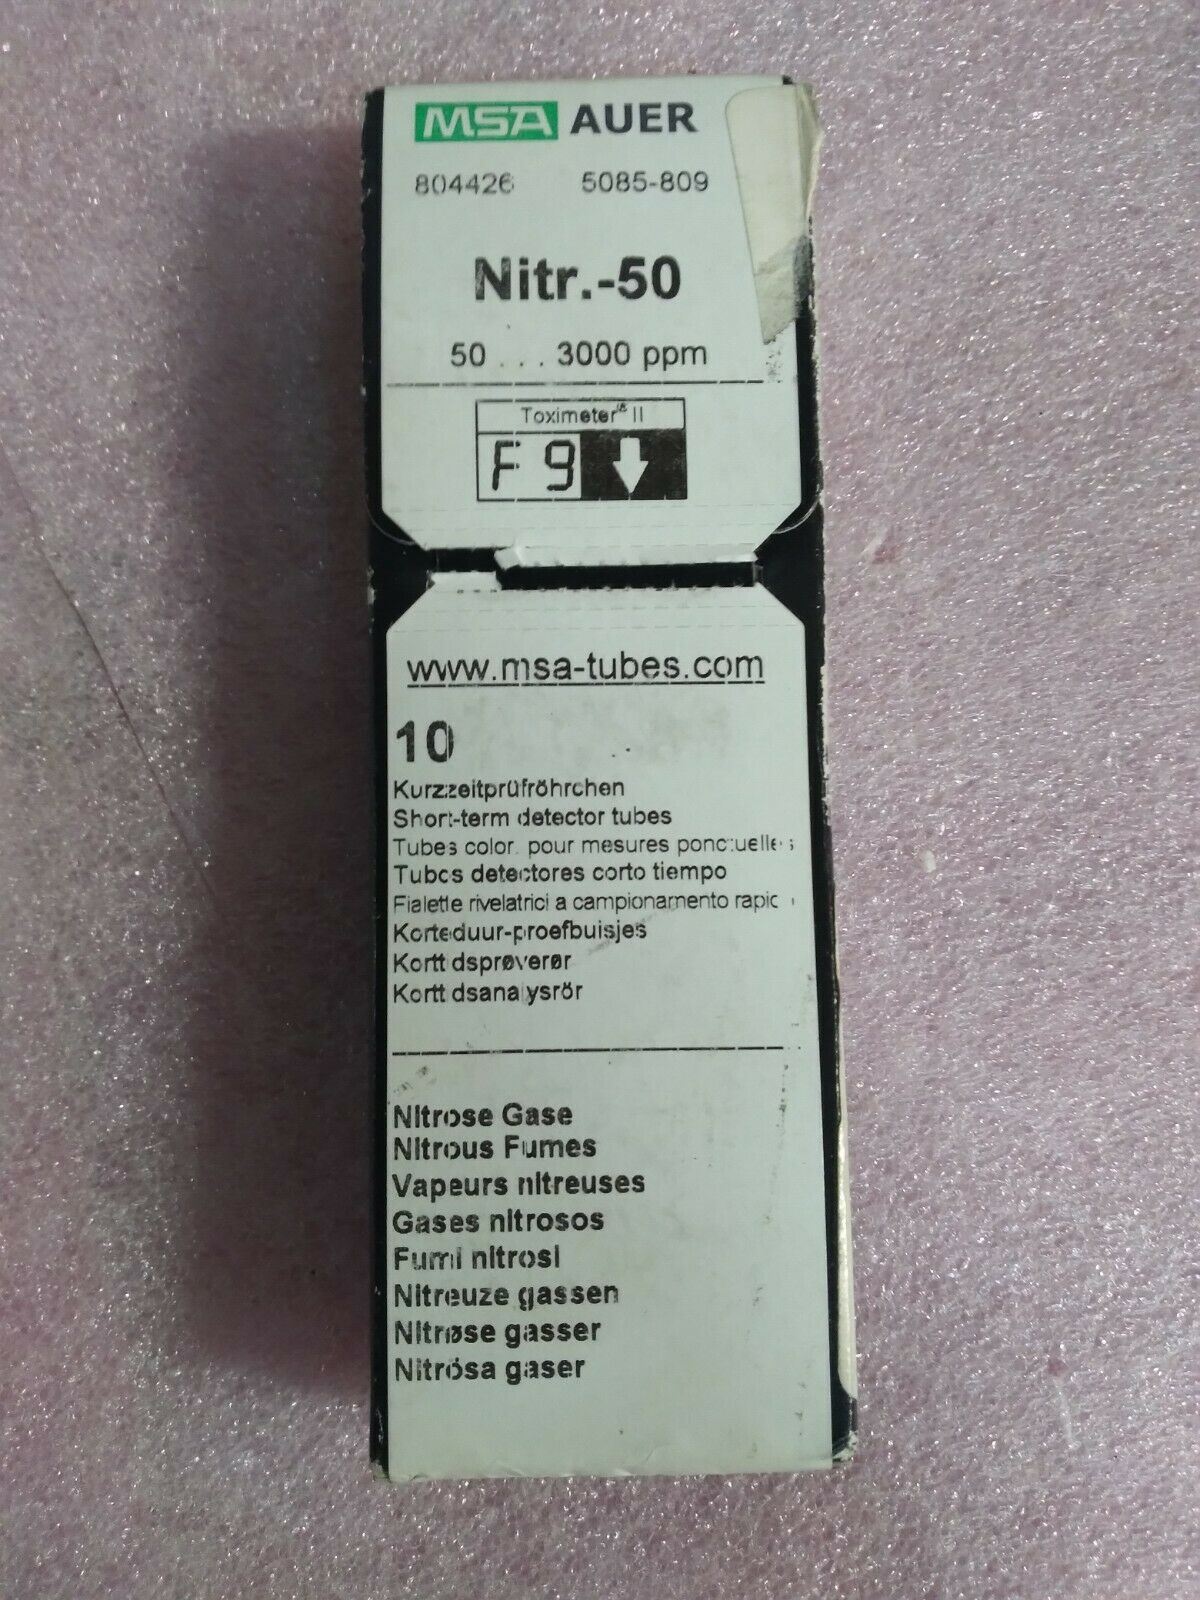 MSA AUER
804426 5085-809
Nitr.-50
50 ... 3000 ppm
Toximeter® II
F 9
www.msa-tubes.com
10
Kurzzeitprüfröhrchen
Short-term detector tubes
Tubes color. pour mesures ponctuelles
Tubos detectores corto tiempo
Fialette rivelatrici a campionamento rapido
Korteduur-proefbuisjes
Korttidsprøverør
Korttidsanalysrör
Nitrose Gase
Nitrous Fumes
Vapeurs nitreuses
Gases nitrosos
Fumi nitrosi
Nitreuze gassen
Nitrøse gasser
Nitrösa gaser